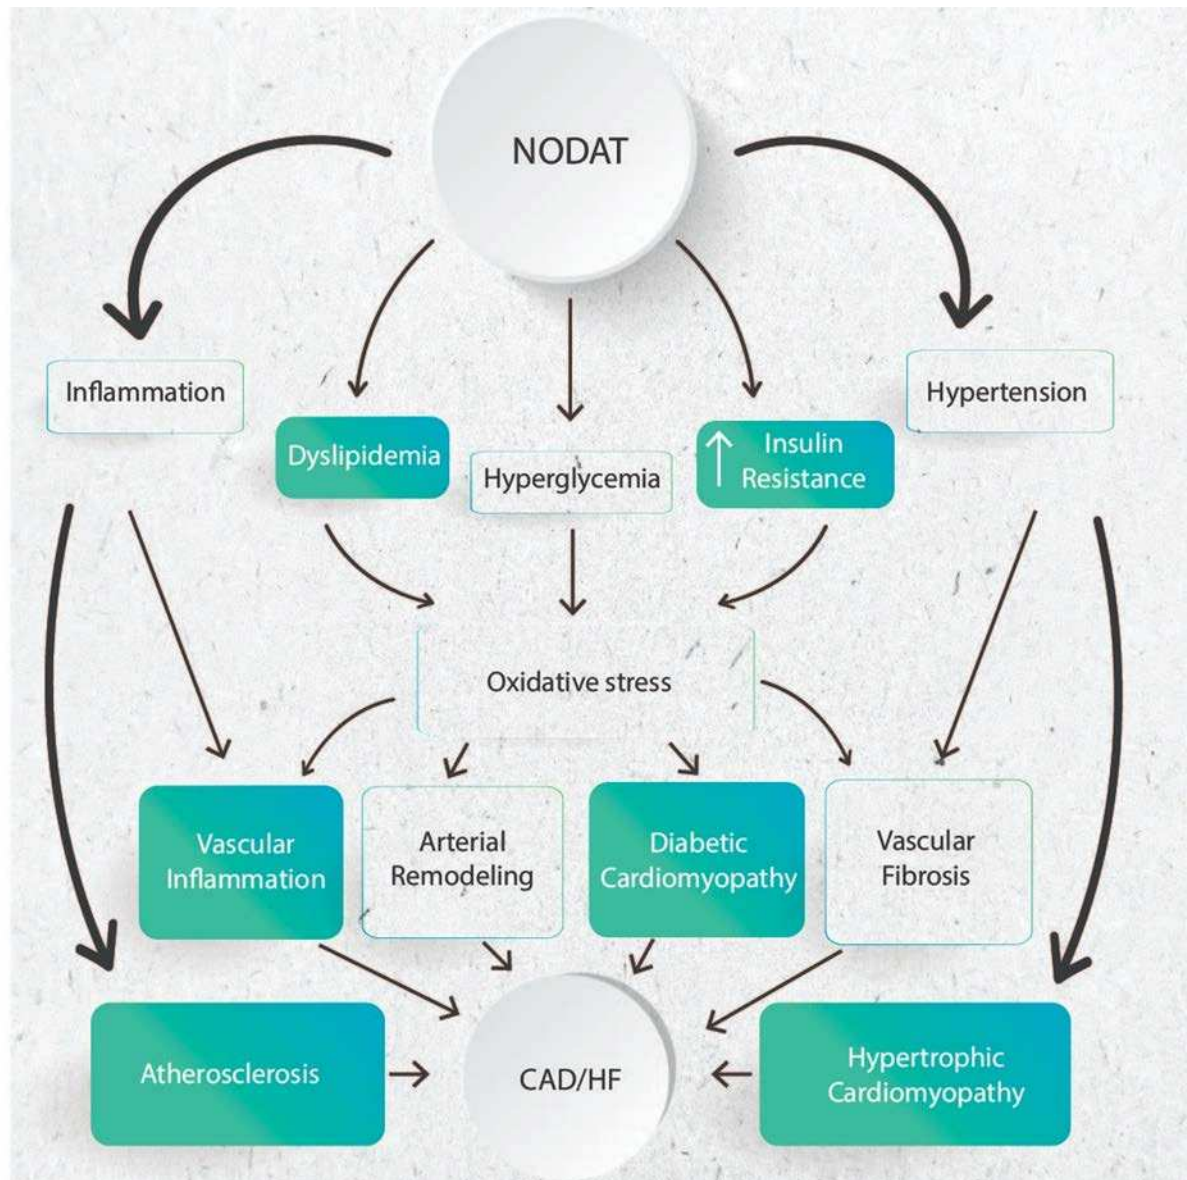 NODAT
Inflammation
Hypertension
Dyslipidemia
Hyperglycemia
Insulin
Resistance
Oxidative stress
Vascular
Inflammation
Arterial
Remodeling
Diabetic
Cardiomyopathy
Vascular
Fibrosis
Atherosclerosis
CAD/HF
Hypertrophic
Cardiomyopathy